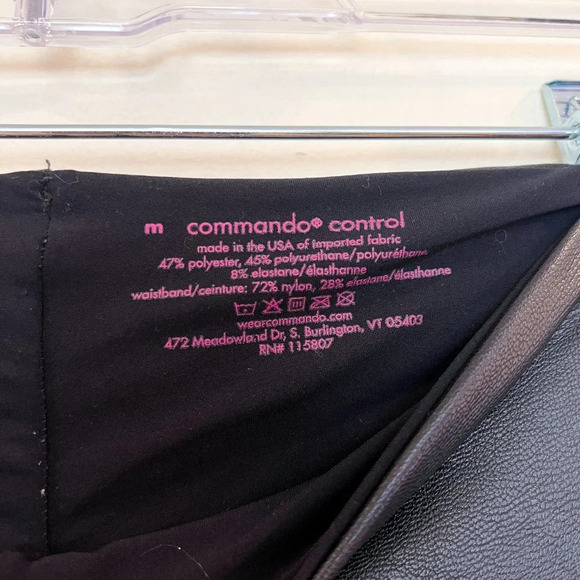 m commando® control
made in the USA of imported fabric
47% polyester, 45% polyurethane/polyuréthane
8% elastane/élasthanne
waistband/ceinture: 72% nylon, 28% elastane/élasthanne
wearcommando.com
472 Meadowland Dr, S. Burlington, VT 05403
RN# 115807